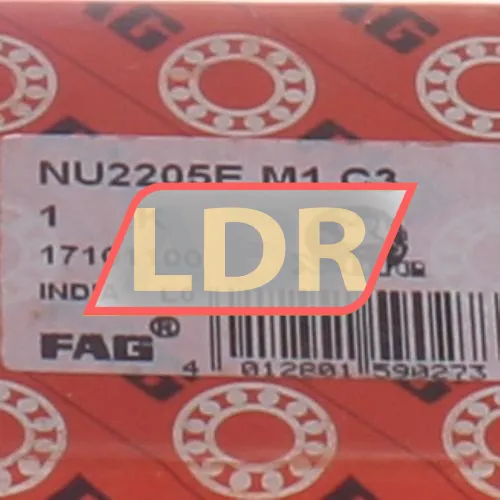 NU2205E M1 C3
1
INDIA
LDR
FAG®
4 012801 590273